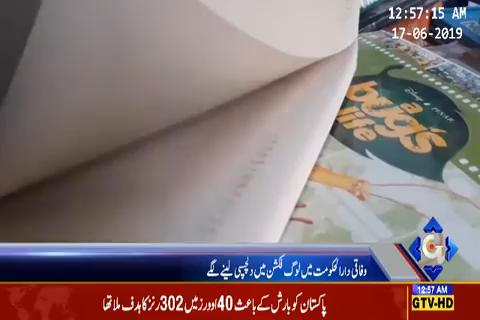 12:57:15 AM
17-06-2019
Disney PIXAR
a
bug's
life
وفاقی دارالحکومت میں لوگ فکشن میں دلچسپی لینے لگے
G
12:57 AM
GTV-HD
پاکستان کو بارش کے باعث 40 اوورز میں 302 رنز کا ہدف ملا تھا